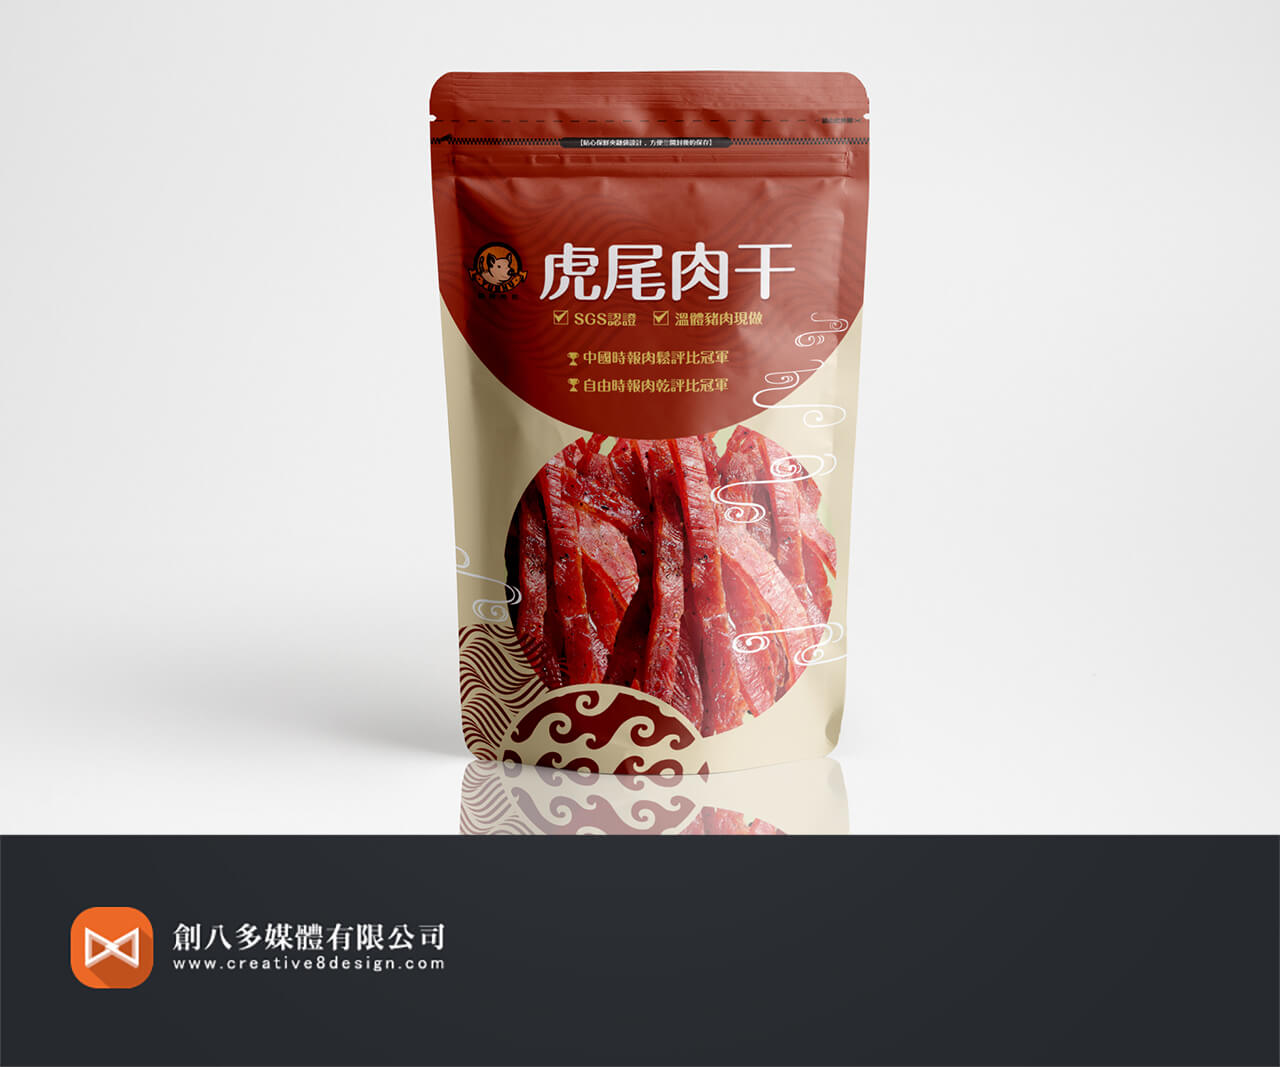 【貼心保鮮夾鏈袋設計，方便您開封後的保存】
虎尾肉干
SGS認證 溫體豬肉現做
中國時報肉鬆評比冠軍
自由時報肉乾評比冠軍
創八多媒體有限公司
www.creative8design.com